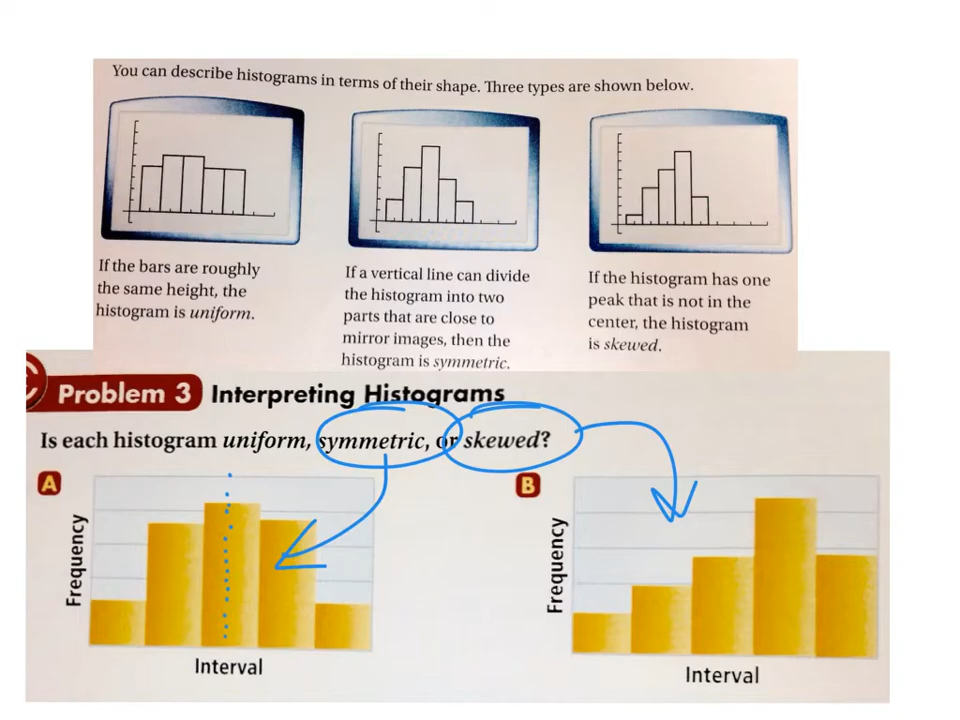 You can describe histograms in terms of their shape. Three types are shown below.
If the bars are roughly
the same height, the
histogram is uniform.
If a vertical line can divide
the histogram into two
parts that are close to
mirror images, then the
histogram is symmetric.
If the histogram has one
peak that is not in the
center, the histogram
is skewed.
Problem 3 Interpreting Histograms
Is each histogram uniform, symmetric, or skewed?
A
Frequency
Interval
B
Frequency
Interval